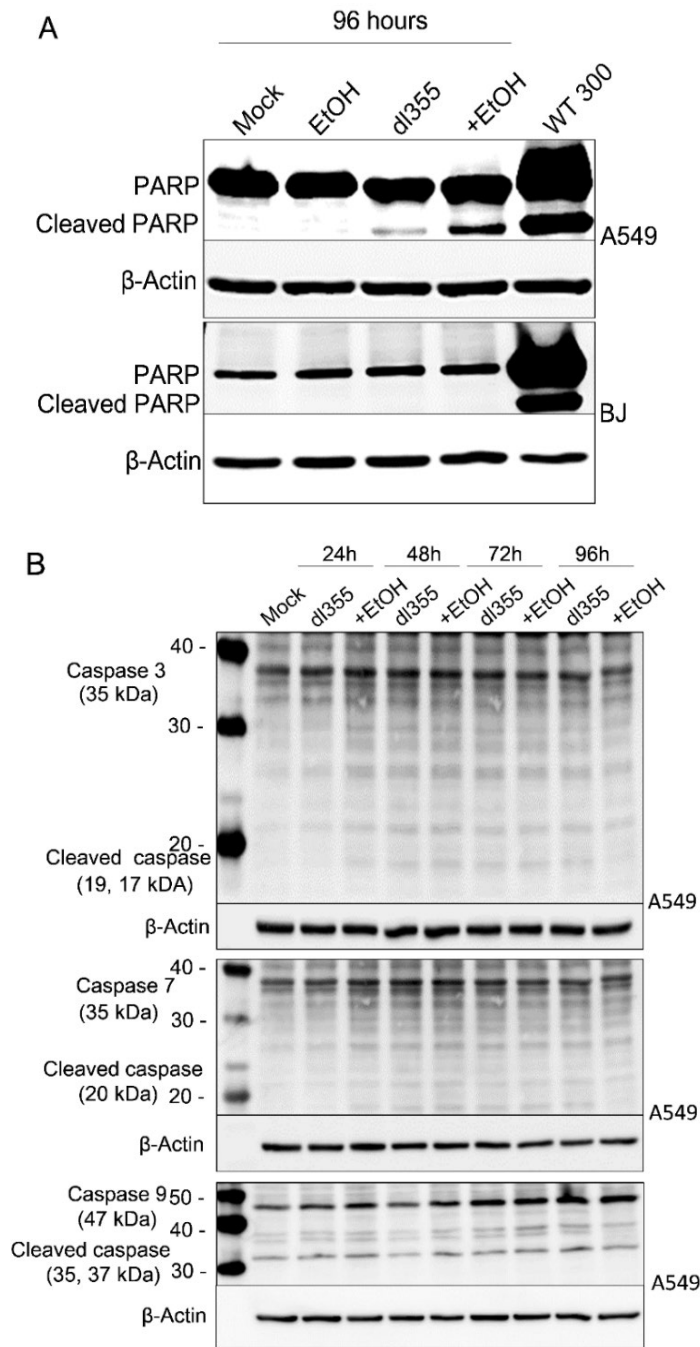 A
96 hours
Mock EtOH dl355 +EtOH WT 300
PARP
Cleaved PARP
A549
β-Actin
PARP
Cleaved PARP
BJ
β-Actin
B
24h 48h 72h 96h
Mock dl355 +EtOH dl355 +EtOH dl355 +EtOH dl355 +EtOH
40 -
Caspase 3
(35 kDa)
30 -
20 -
Cleaved caspase
(19, 17 kDA)
A549
β-Actin
40 -
Caspase 7
(35 kDa)
30 -
Cleaved caspase
(20 kDa) 20 -
A549
β-Actin
Caspase 9 50 -
(47 kDa)
40 -
Cleaved caspase
(35, 37 kDa) 30 -
A549
β-Actin